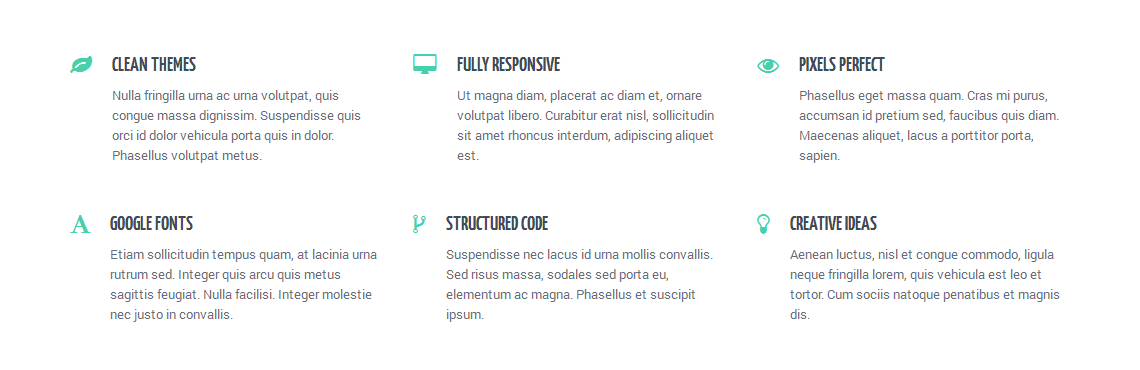 CLEAN THEMES
Nulla fringilla urna ac urna volutpat, quis
congue massa dignissim. Suspendisse quis
orci id dolor vehicula porta quis in dolor.
Phasellus volutpat metus.
FULLY RESPONSIVE
Ut magna diam, placerat ac diam et, ornare
volutpat libero. Curabitur erat nisl, sollicitudin
sit amet rhoncus interdum, adipiscing aliquet
est.
PIXELS PERFECT
Phasellus eget massa quam. Cras mi purus,
accumsan id pretium sed, faucibus quis diam.
Maecenas aliquet, lacus a porttitor porta,
sapien.
GOOGLE FONTS
Etiam sollicitudin tempus quam, at lacinia urna
rutrum sed. Integer quis arcu quis metus
sagittis feugiat. Nulla facilisi. Integer molestie
nec justo in convallis.
STRUCTURED CODE
Suspendisse nec lacus id urna mollis convallis.
Sed risus massa, sodales sed porta eu,
elementum ac magna. Phasellus et suscipit
ipsum.
CREATIVE IDEAS
Aenean luctus, nisl et congue commodo, ligula
neque fringilla lorem, quis vehicula est leo et
tortor. Cum sociis natoque penatibus et magnis
dis.